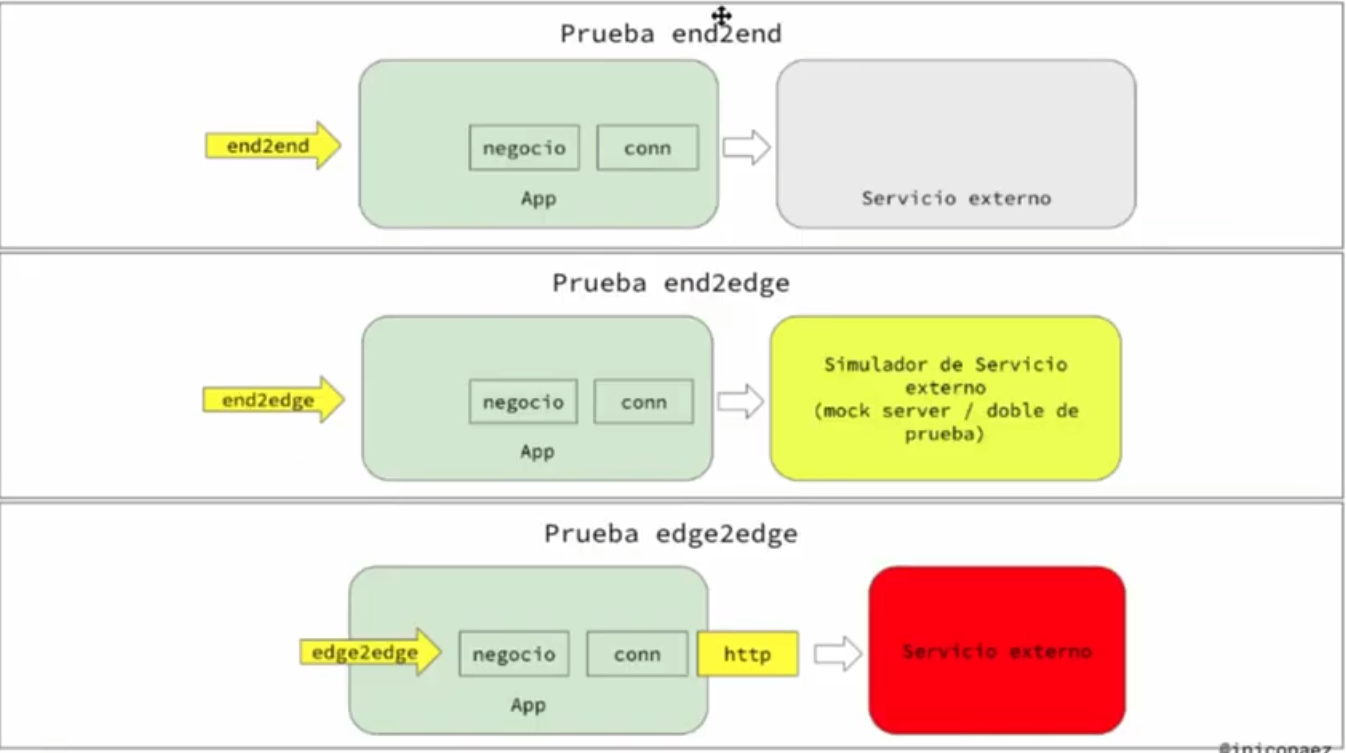 Prueba end2end
end2end
negocio
conn
App
Servicio externo
Prueba end2edge
end2edge
negocio
conn
App
Simulador de Servicio
externo
(mock server / doble de
prueba)
Prueba edge2edge
edge2edge
negocio
conn
http
App
Servicio externo